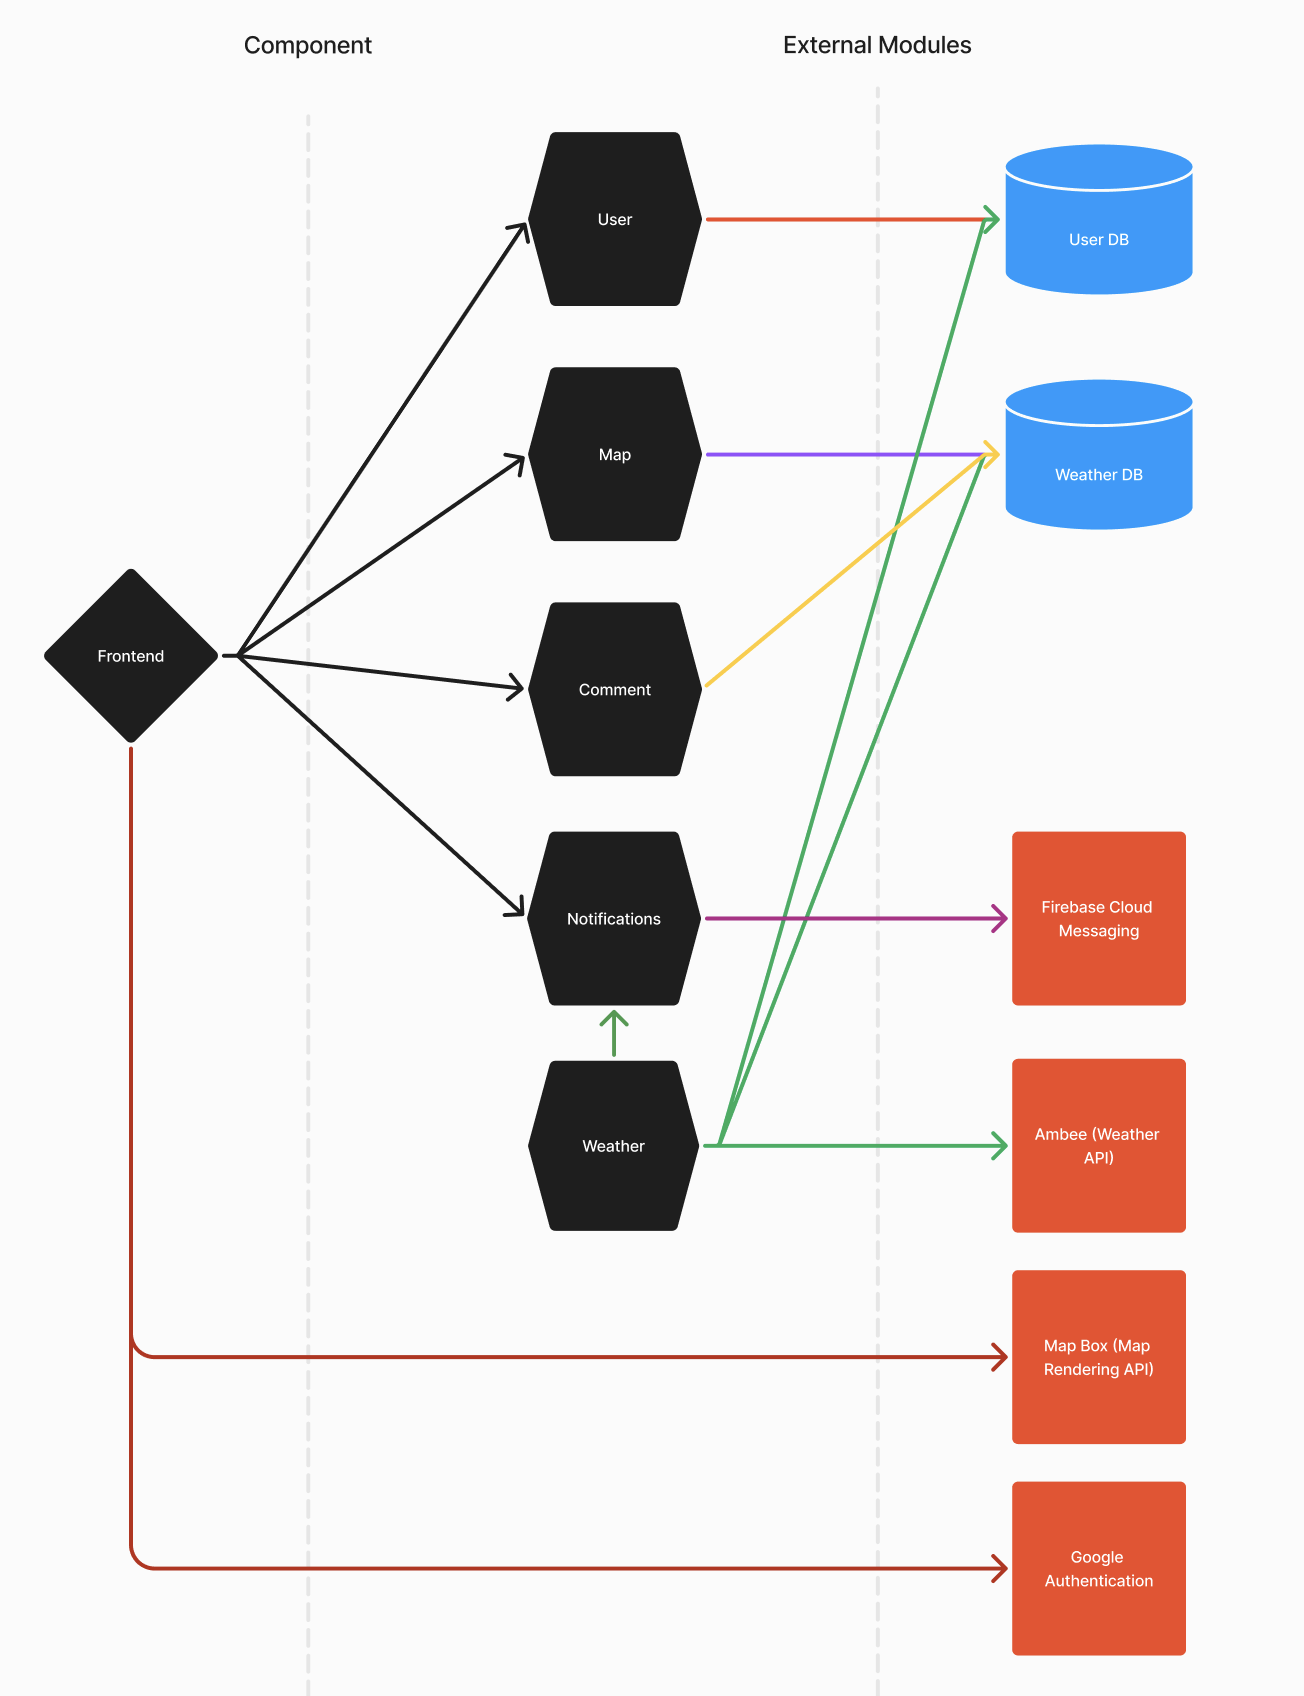 Component
External Modules
User
User DB
Map
Weather DB
Frontend
Comment
Notifications
Firebase Cloud
Messaging
Weather
Ambee (Weather
API)
Map Box (Map
Rendering API)
Google
Authentication